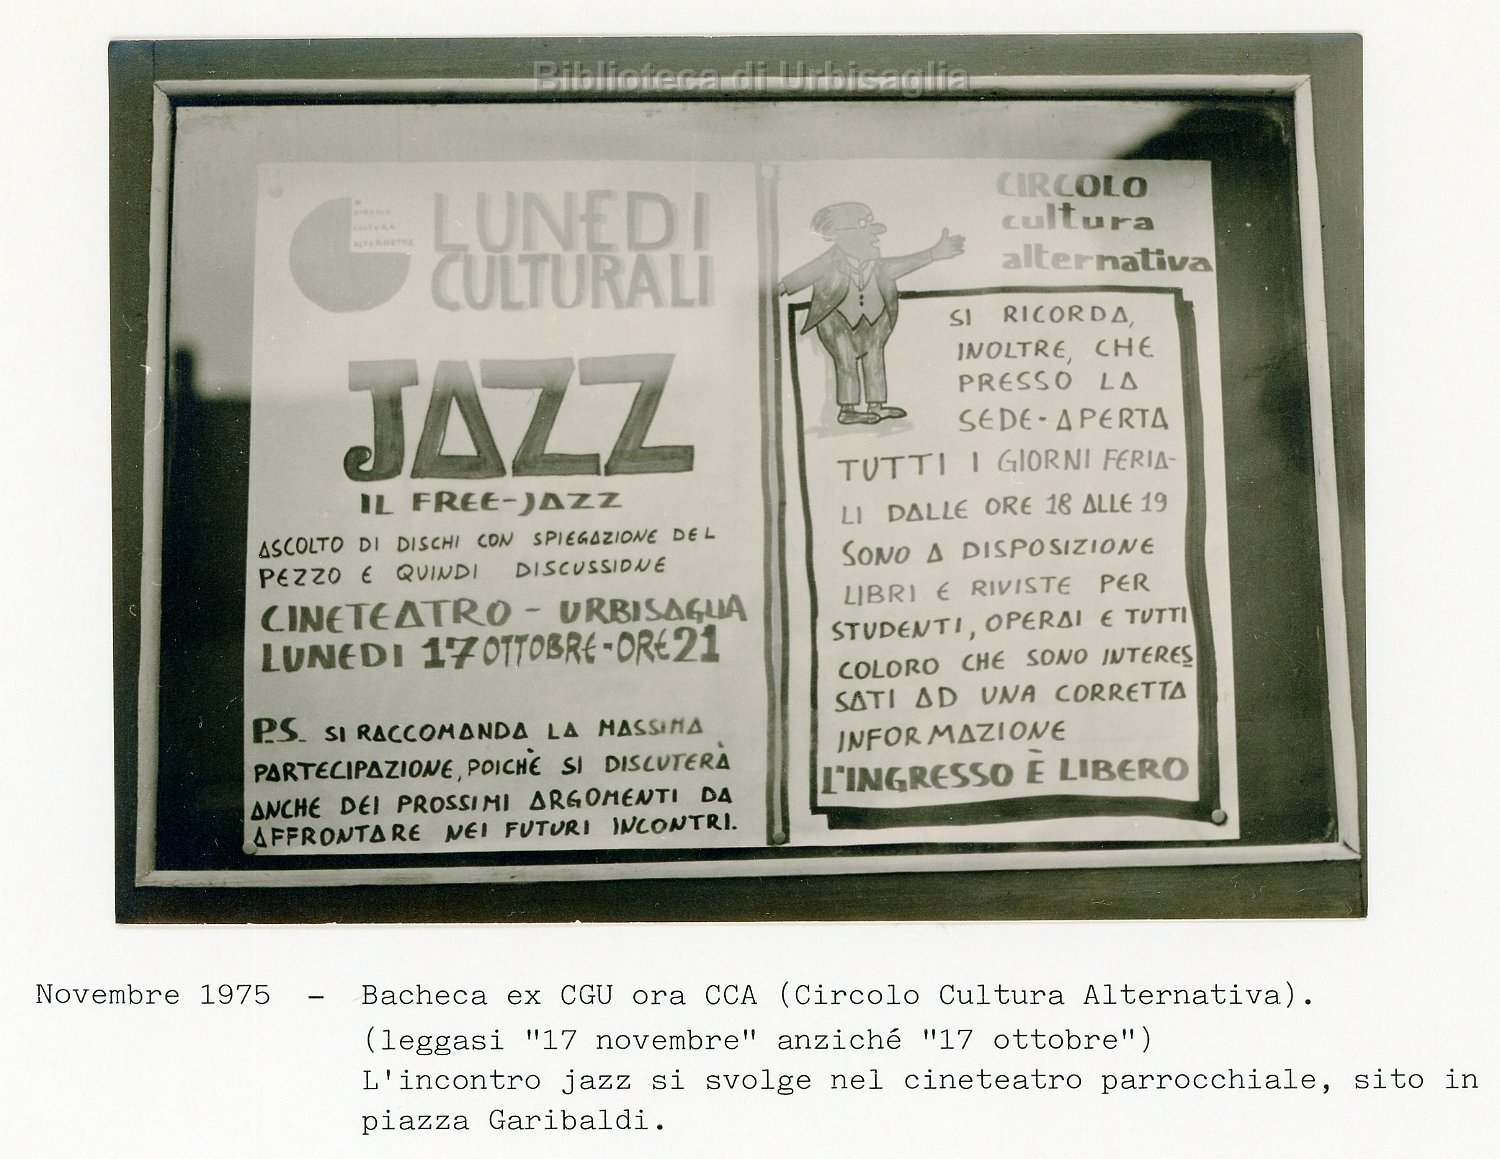 Biblioteca di Urbisaglia
CIRCOLO
CULTURA
ALTERNATIVA
LUNEDI
CULTURALI
JAZZ
IL FREE-JAZZ
ASCOLTO DI DISCHI CON SPIEGAZIONE DEL
PEZZO E QUINDI DISCUSSIONE
CINETEATRO - URBISAGLIA
LUNEDI 17 OTTOBRE - ORE 21
P.S. SI RACCOMANDA LA MASSIMA
PARTECIPAZIONE, POICHÈ SI DISCUTERÀ
ANCHE DEI PROSSIMI ARGOMENTI DA
AFFRONTARE NEI FUTURI INCONTRI.
CIRCOLO
cultura
alternativa
SI RICORDA,
INOLTRE, CHE
PRESSO LA
SEDE - APERTA
TUTTI I GIORNI FERIA-
LI DALLE ORE 18 ALLE 19
SONO A DISPOSIZIONE
LIBRI E RIVISTE PER
STUDENTI, OPERAI E TUTTI
COLORO CHE SONO INTERES
SATI AD UNA CORRETTA
INFORMAZIONE
L'INGRESSO È LIBERO
Novembre 1975 - Bacheca ex CGU ora CCA (Circolo Cultura Alternativa).
(leggasi "17 novembre" anziché "17 ottobre")
L'incontro jazz si svolge nel cineteatro parrocchiale, sito in
piazza Garibaldi.